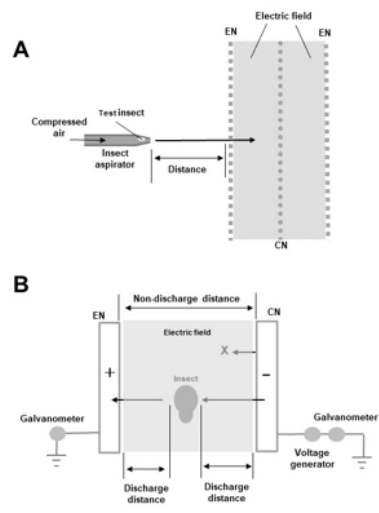 A
Electric field
EN
EN
Test insect
Compressed
air
Insect
aspirator
Distance
CN
B
Non-discharge distance
EN
CN
Electric field
X
Insect
+
−
Galvanometer
Galvanometer
Voltage
generator
Discharge
distance
Discharge
distance